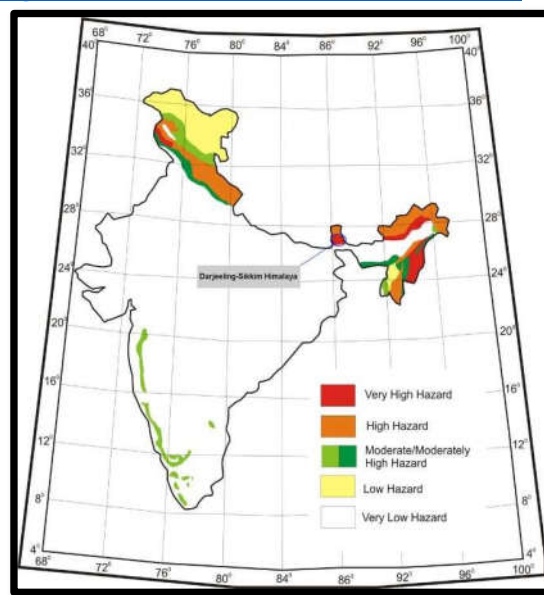 68° 72° 76° 80° 84° 88° 92° 96° 100°
40° 40°
36° 36°
32° 32°
28° 28°
24° 24°
20° 20°
16° 16°
12° 12°
8° 8°
4° 4°
68° 72° 76° 80° 84° 88° 92° 96° 100°
Darjeeling-Sikkim Himalaya
Very High Hazard
High Hazard
Moderate/Moderately
High Hazard
Low Hazard
Very Low Hazard